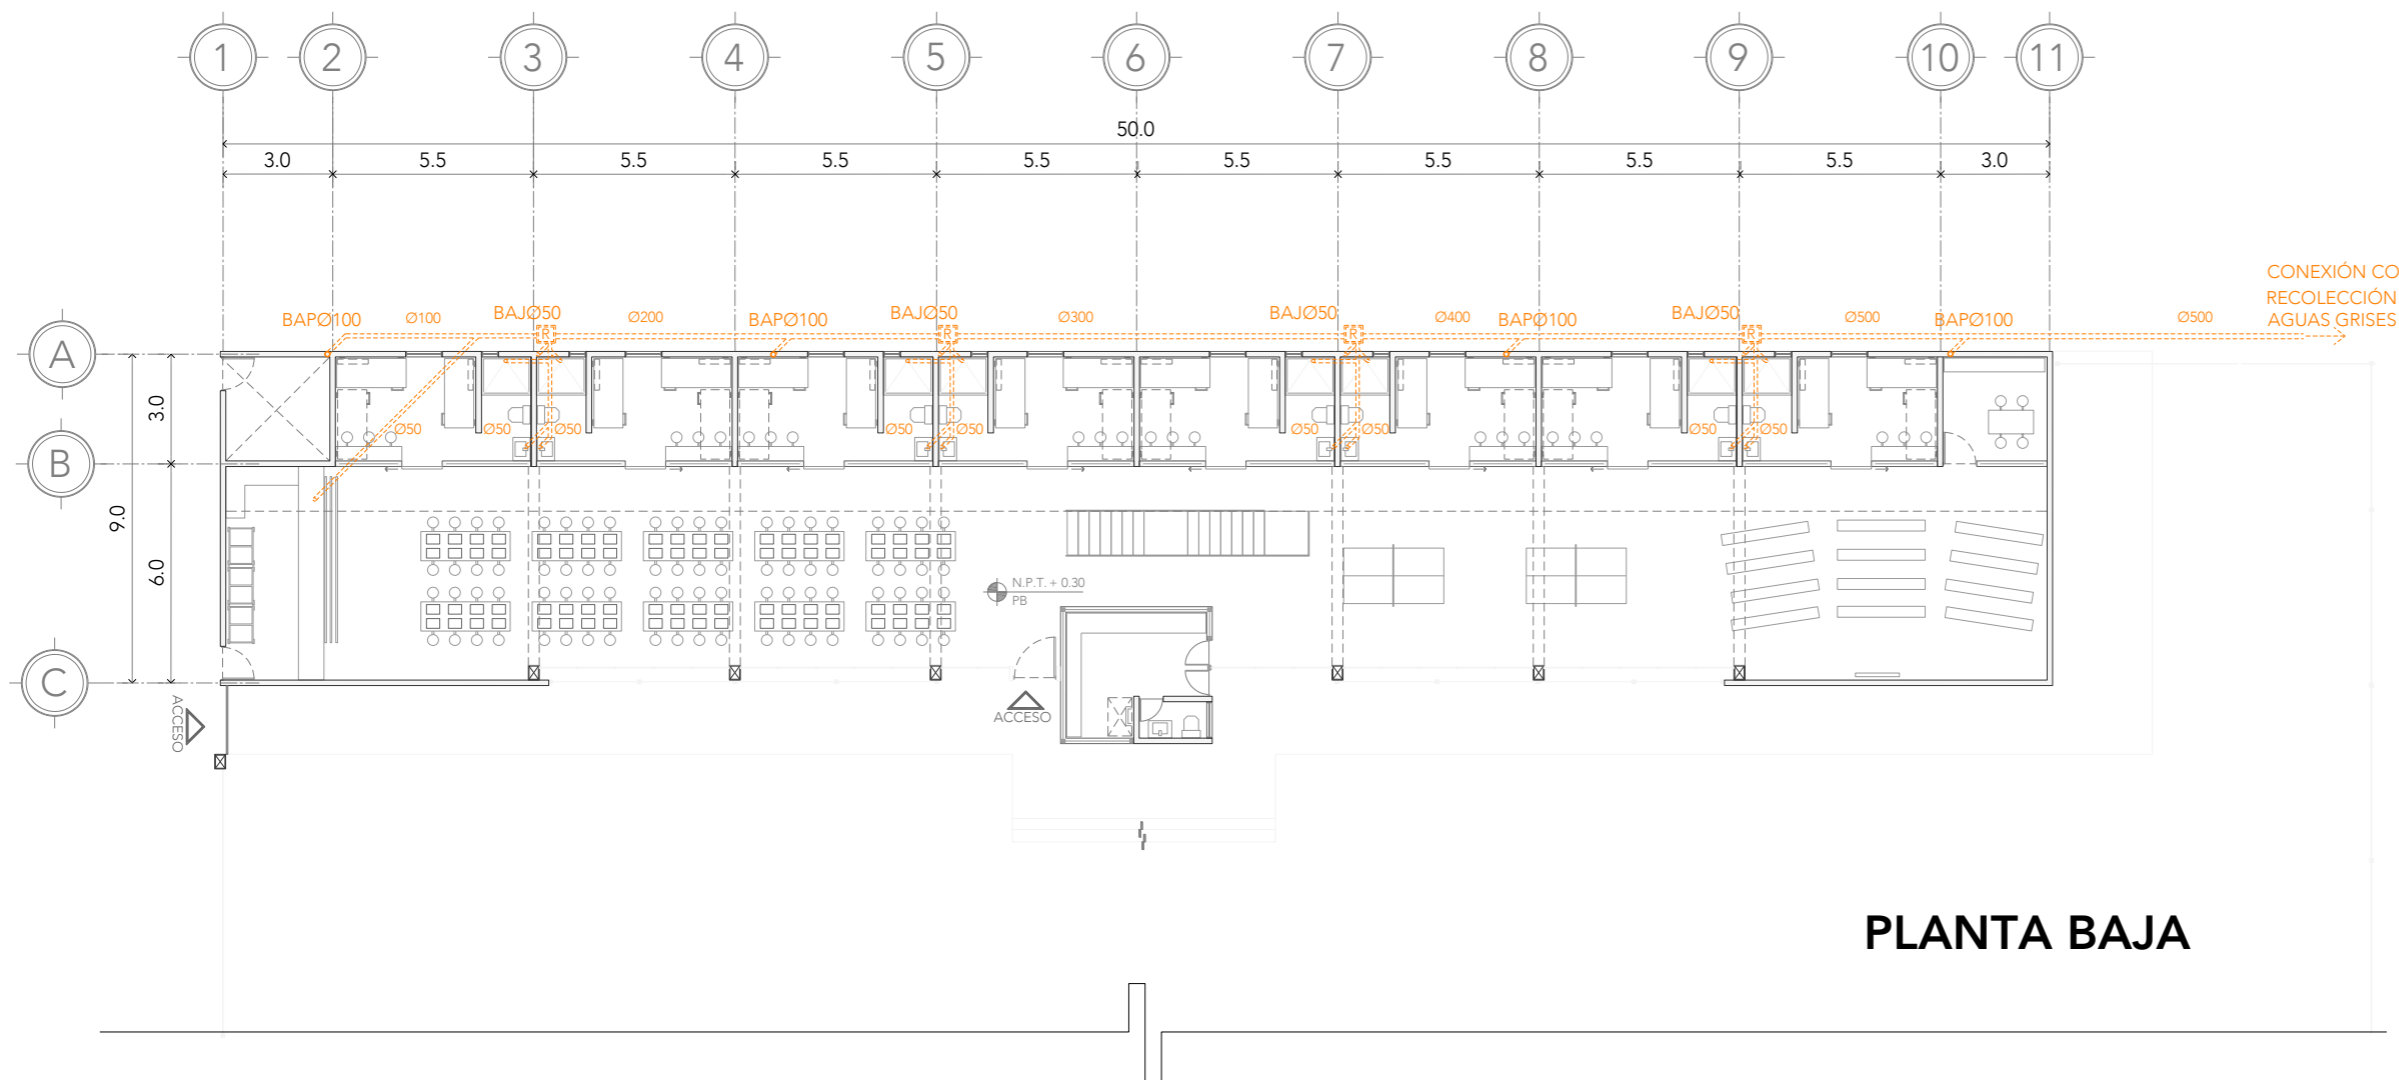 1 2 3 4 5 6 7 8 9 10 11
50.0
3.0 5.5 5.5 5.5 5.5 5.5 5.5 5.5 5.5 3.0
CONEXIÓN CO
RECOLECCIÓN
AGUAS GRISES
BAPØ100 Ø100 BAJØ50 Ø200 BAPØ100 BAJØ50 Ø300 BAJØ50 Ø400 BAPØ100 BAJØ50 Ø500 BAPØ100 Ø500
R R R R
A
3.0
Ø50 Ø50 Ø50 Ø50 Ø50 Ø50 Ø50 Ø50 Ø50
B
9.0
6.0
N.P.T. + 0.30
PB
C
ACCESO
ACCESO
PLANTA BAJA